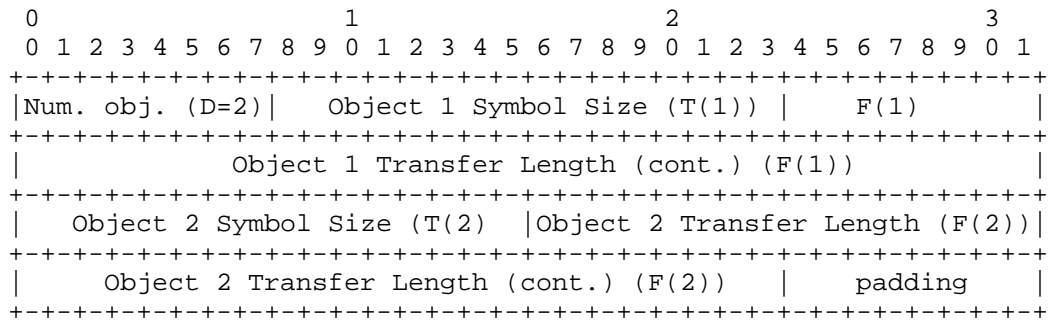 0                   1                   2                   3
 0 1 2 3 4 5 6 7 8 9 0 1 2 3 4 5 6 7 8 9 0 1 2 3 4 5 6 7 8 9 0 1
+-+-+-+-+-+-+-+-+-+-+-+-+-+-+-+-+-+-+-+-+-+-+-+-+-+-+-+-+-+-+-+-+
|Num. obj. (D=2)|   Object 1 Symbol Size (T(1)) |    F(1)       |
+-+-+-+-+-+-+-+-+-+-+-+-+-+-+-+-+-+-+-+-+-+-+-+-+-+-+-+-+-+-+-+-+
|             Object 1 Transfer Length (cont.) (F(1))           |
+-+-+-+-+-+-+-+-+-+-+-+-+-+-+-+-+-+-+-+-+-+-+-+-+-+-+-+-+-+-+-+-+
|   Object 2 Symbol Size (T(2)  |Object 2 Transfer Length (F(2))|
+-+-+-+-+-+-+-+-+-+-+-+-+-+-+-+-+-+-+-+-+-+-+-+-+-+-+-+-+-+-+-+-+
|     Object 2 Transfer Length (cont.) (F(2))   |    padding    |
+-+-+-+-+-+-+-+-+-+-+-+-+-+-+-+-+-+-+-+-+-+-+-+-+-+-+-+-+-+-+-+-+